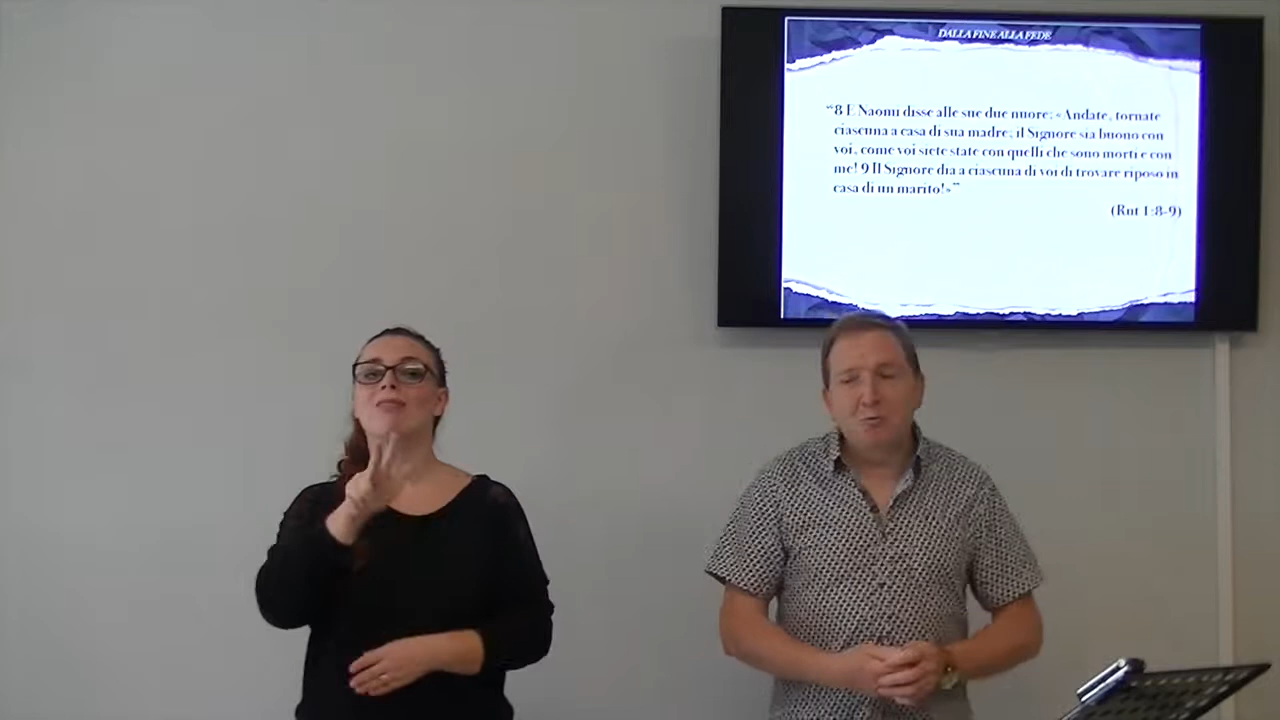 DALLA FINE ALLA FEDE
“8 E Naomi disse alle sue due nuore: «Andate, tornate
ciascuna a casa di sua madre; il Signore sia buono con
voi, come voi siete state con quelli che sono morti e con
me! 9 Il Signore dia a ciascuna di voi di trovare riposo in
casa di un marito!»”
(Rut 1:8-9)